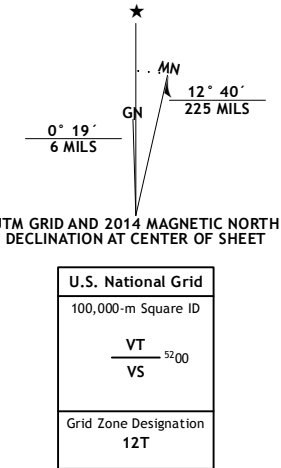 ★
MN
GN
12° 40´
225 MILS
0° 19´
6 MILS
UTM GRID AND 2014 MAGNETIC NORTH
DECLINATION AT CENTER OF SHEET
U.S. National Grid
100,000-m Square ID
VT
5200
VS
Grid Zone Designation
12T